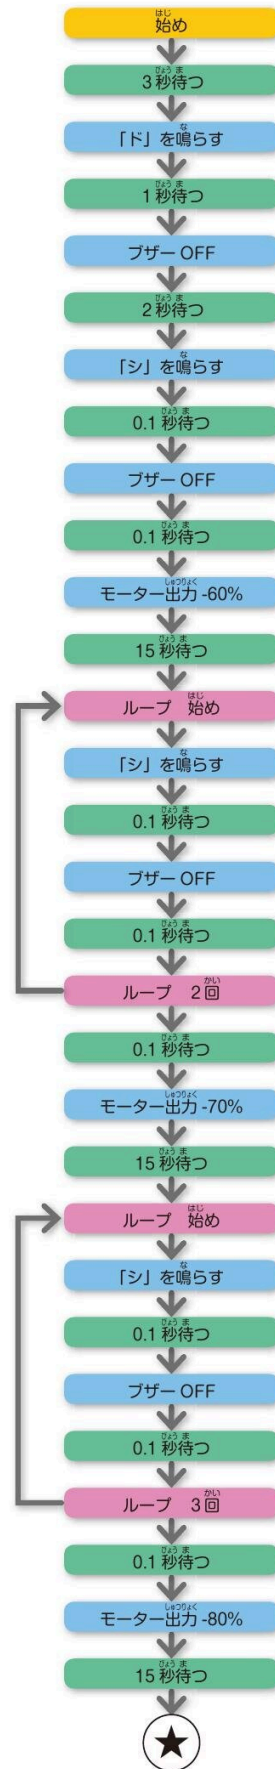 始め
3秒待つ
「ド」を鳴らす
1秒待つ
ブザー OFF
2秒待つ
「シ」を鳴らす
0.1 秒待つ
ブザー OFF
0.1 秒待つ
モーター出力 -60%
15 秒待つ
ループ 始め
「シ」を鳴らす
0.1 秒待つ
ブザー OFF
0.1 秒待つ
ループ 2回
0.1 秒待つ
モーター出力 -70%
15 秒待つ
ループ 始め
「シ」を鳴らす
0.1 秒待つ
ブザー OFF
0.1 秒待つ
ループ 3回
0.1 秒待つ
モーター出力 -80%
15 秒待つ
★